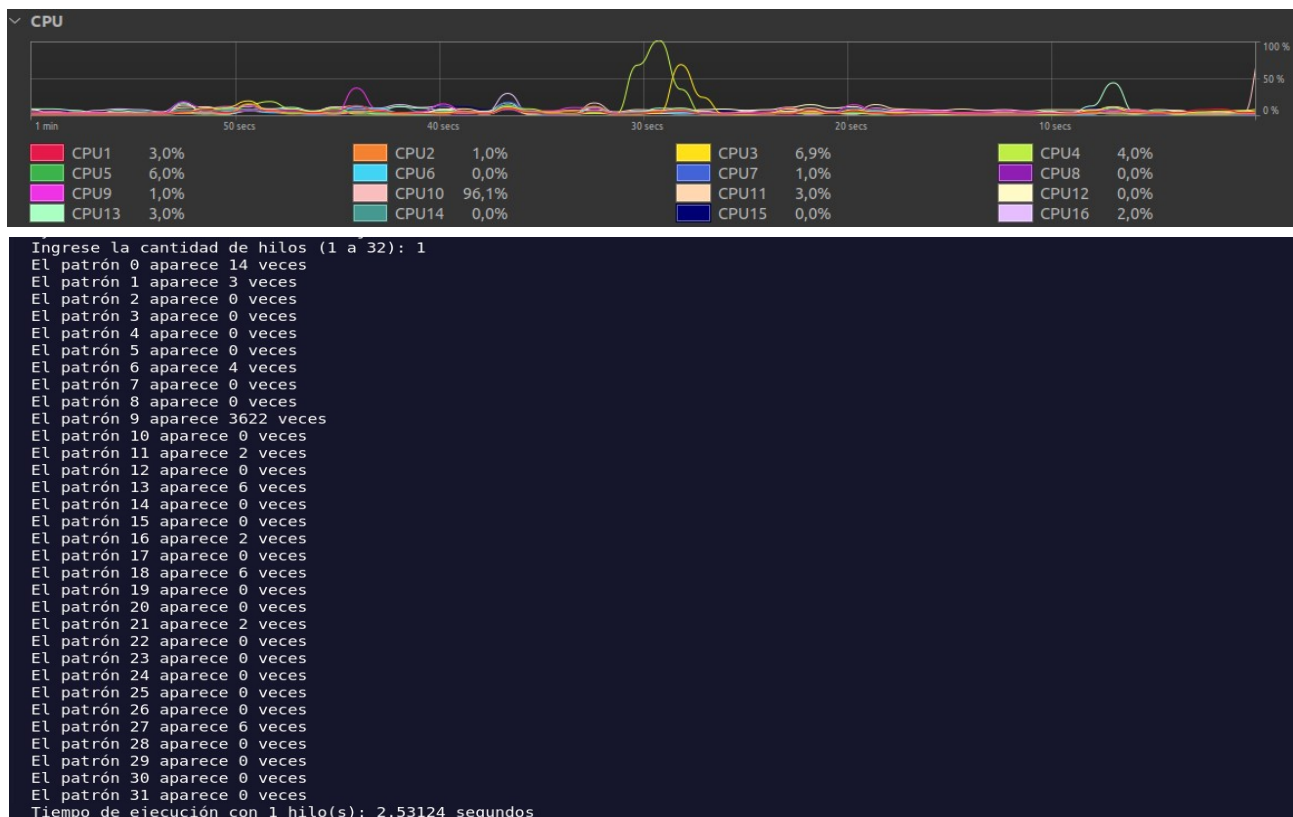 CPU
100 %
50 %
0 %
1 min 50 secs 40 secs 30 secs 20 secs 10 secs
CPU1 3,0% CPU2 1,0% CPU3 6,9% CPU4 4,0%
CPU5 6,0% CPU6 0,0% CPU7 1,0% CPU8 0,0%
CPU9 1,0% CPU10 96,1% CPU11 3,0% CPU12 0,0%
CPU13 3,0% CPU14 0,0% CPU15 0,0% CPU16 2,0%
Ingrese la cantidad de hilos (1 a 32): 1
El patrón 0 aparece 14 veces
El patrón 1 aparece 3 veces
El patrón 2 aparece 0 veces
El patrón 3 aparece 0 veces
El patrón 4 aparece 0 veces
El patrón 5 aparece 0 veces
El patrón 6 aparece 4 veces
El patrón 7 aparece 0 veces
El patrón 8 aparece 0 veces
El patrón 9 aparece 3622 veces
El patrón 10 aparece 0 veces
El patrón 11 aparece 2 veces
El patrón 12 aparece 0 veces
El patrón 13 aparece 6 veces
El patrón 14 aparece 0 veces
El patrón 15 aparece 0 veces
El patrón 16 aparece 2 veces
El patrón 17 aparece 0 veces
El patrón 18 aparece 6 veces
El patrón 19 aparece 0 veces
El patrón 20 aparece 0 veces
El patrón 21 aparece 2 veces
El patrón 22 aparece 0 veces
El patrón 23 aparece 0 veces
El patrón 24 aparece 0 veces
El patrón 25 aparece 0 veces
El patrón 26 aparece 0 veces
El patrón 27 aparece 6 veces
El patrón 28 aparece 0 veces
El patrón 29 aparece 0 veces
El patrón 30 aparece 0 veces
El patrón 31 aparece 0 veces
Tiempo de ejecución con 1 hilo(s): 2.53124 segundos